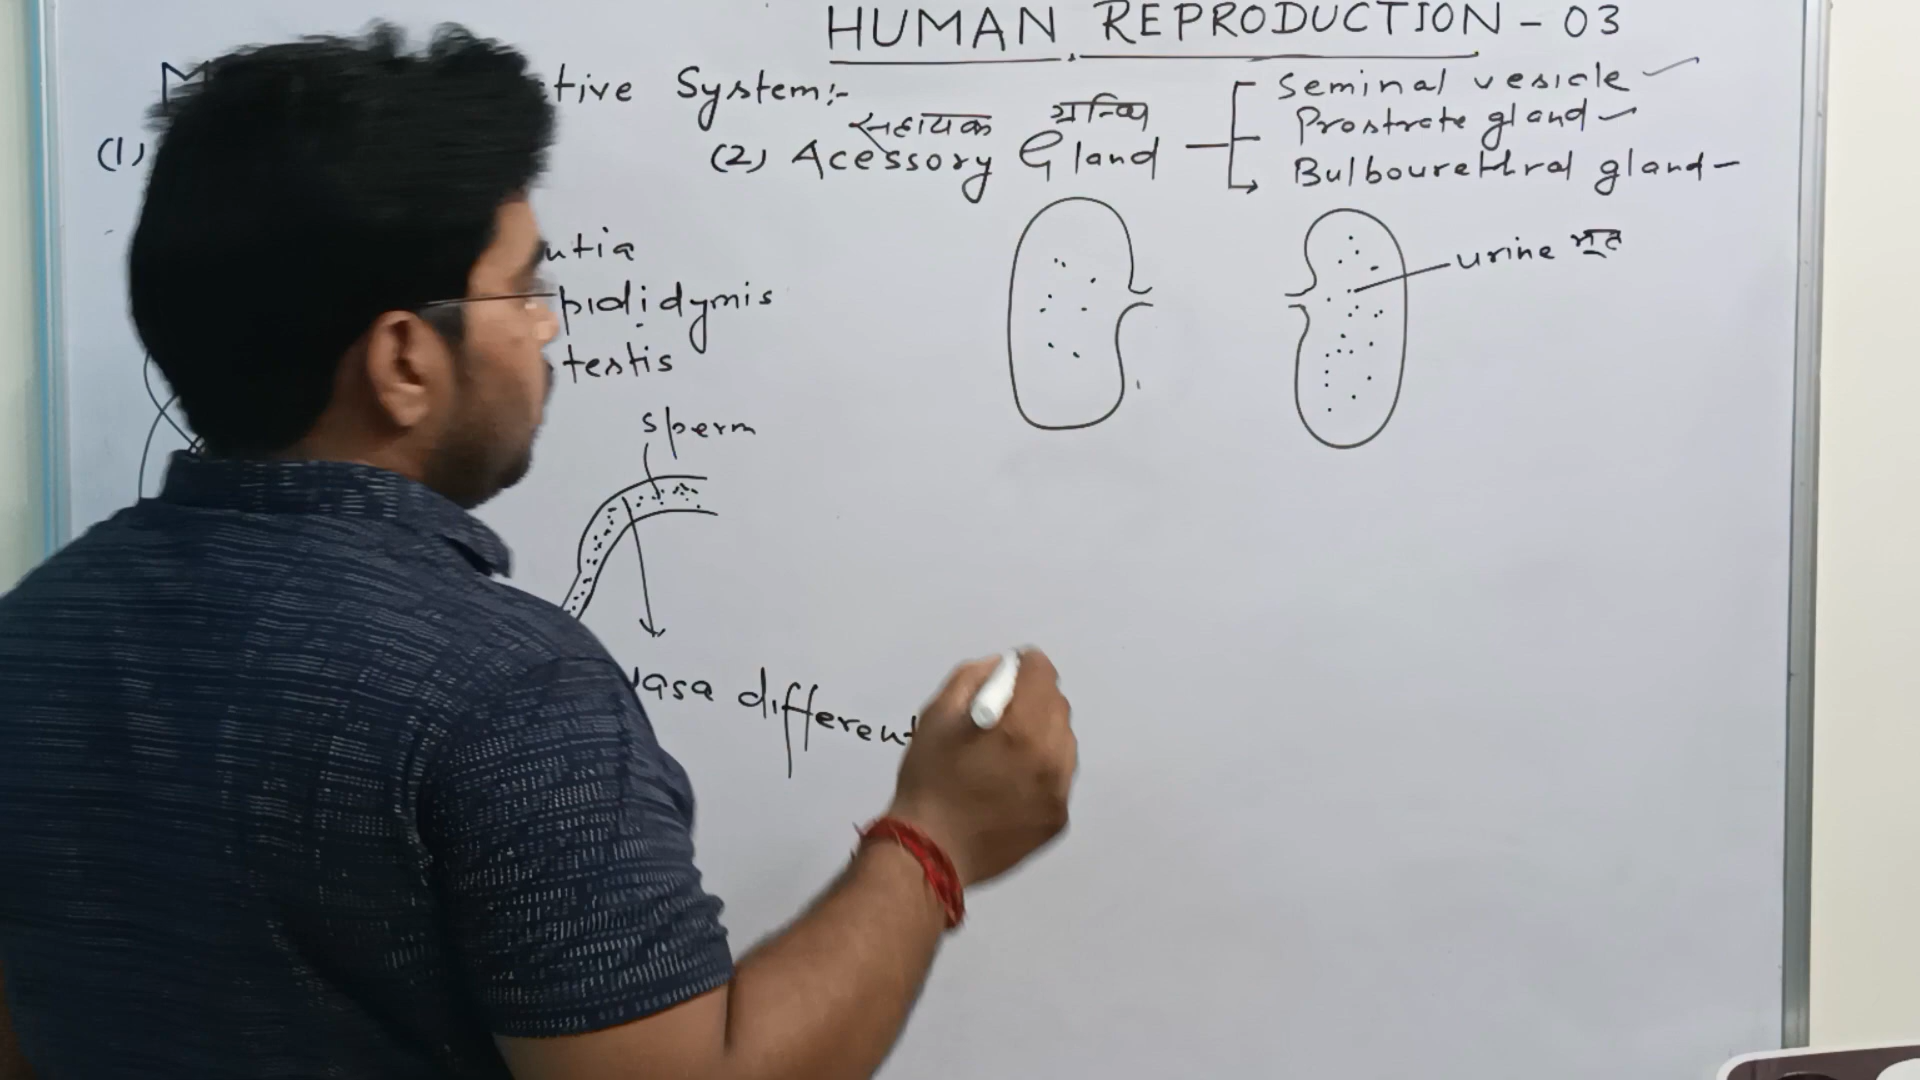 HUMAN REPRODUCTION - 03
tive System:-
Seminal vesicle
Prostrate gland
Bulbourethral gland
सहायक ग्रन्थि
(1)
(2) Acessory Gland
utia
pididymis
testis
urine मूत्र
sperm
Vasa different